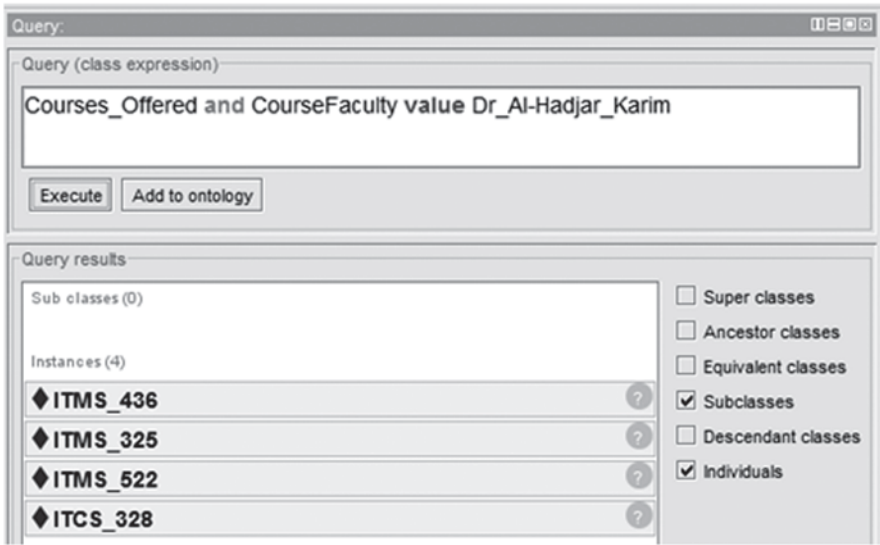 Query:
Query (class expression)
Courses_Offered and CourseFaculty value Dr_Al-Hadjar_Karim
Execute
Add to ontology
Query results
Sub classes (0)
Instances (4)
ITMS_436
?
ITMS_325
?
ITMS_522
?
ITCS_328
?
Super classes
Ancestor classes
Equivalent classes
Subclasses
Descendant classes
Individuals